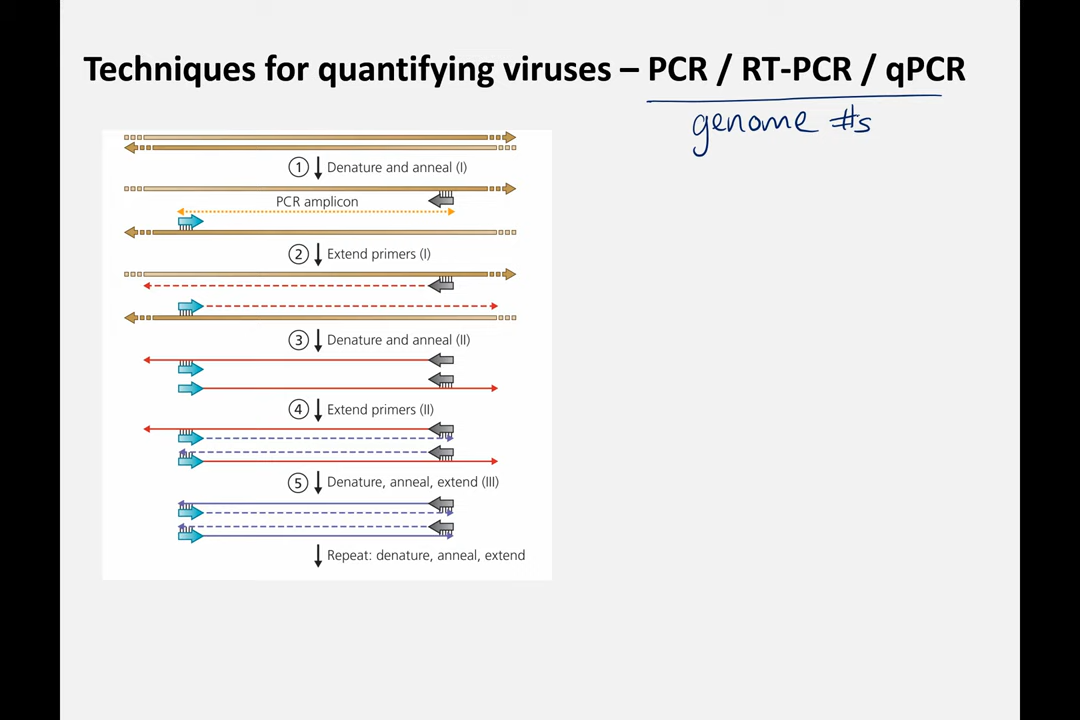 Techniques for quantifying viruses – PCR / RT-PCR / qPCR
genome #s
① Denature and anneal (I)
PCR amplicon
② Extend primers (I)
③ Denature and anneal (II)
④ Extend primers (II)
⑤ Denature, anneal, extend (III)
Repeat: denature, anneal, extend